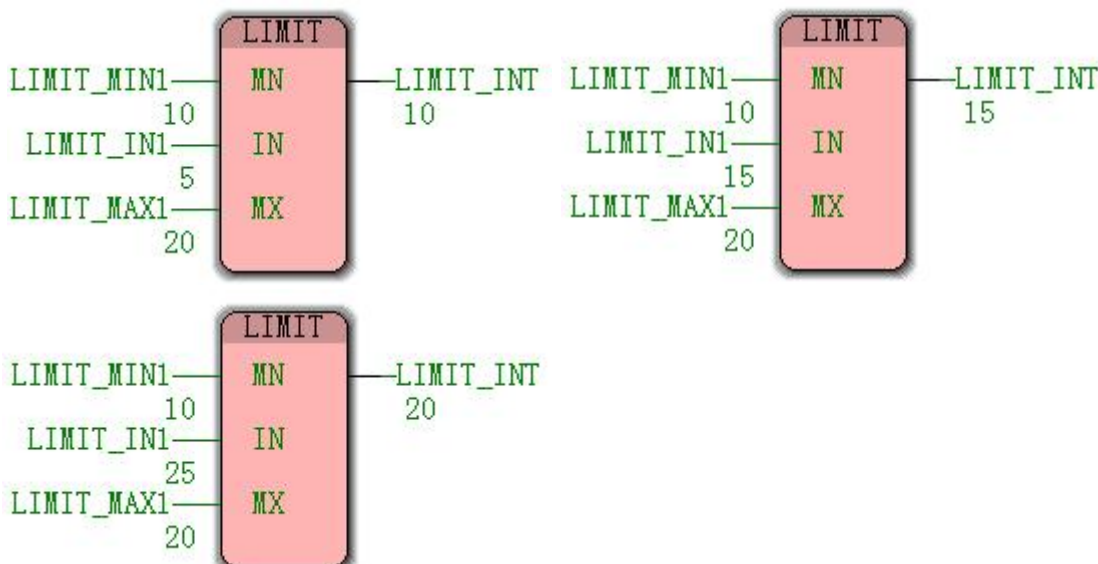 LIMIT
LIMIT_MIN1 MN LIMIT_INT
10 10
LIMIT_IN1 IN
5
LIMIT_MAX1 MX
20
LIMIT
LIMIT_MIN1 MN LIMIT_INT
10 15
LIMIT_IN1 IN
15
LIMIT_MAX1 MX
20
LIMIT
LIMIT_MIN1 MN LIMIT_INT
10 20
LIMIT_IN1 IN
25
LIMIT_MAX1 MX
20